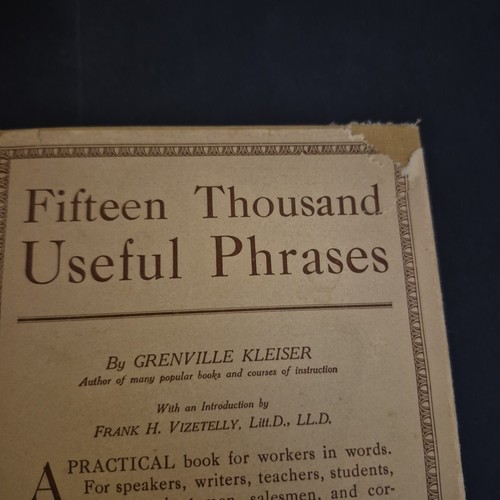 Fifteen Thousand
Useful Phrases
By GRENVILLE KLEISER
Author of many popular books and courses of instruction
With an Introduction by
FRANK H. VIZETELLY, Litt.D., LL.D.
A PRACTICAL book for workers in words.
For speakers, writers, teachers, students,
salesmen, and cor-